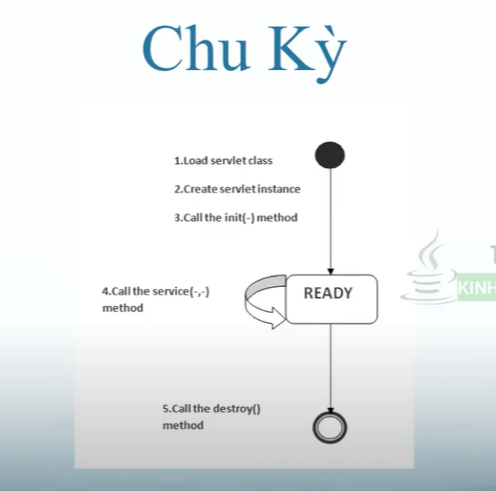 Chu Kỳ
1.Load servlet class
2.Create servlet instance
3.Call the init(-) method
4.Call the service(-,-)
method
READY
T
KINH
5.Call the destroy()
method